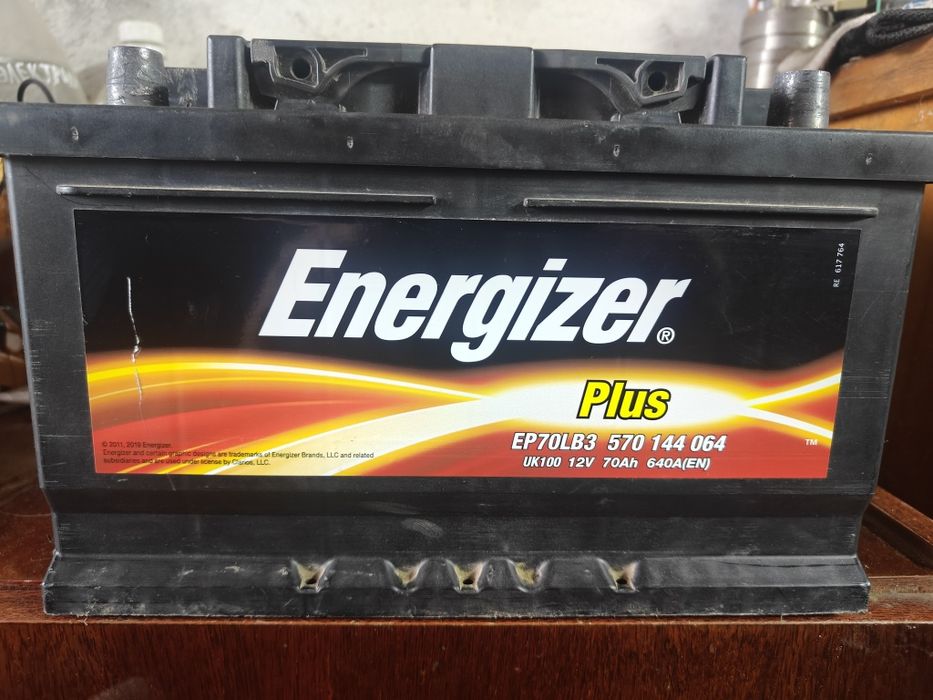 ЭЛЕКТР
RE 617 764
Energizer®
Plus
EP70LB3 570 144 064
TM
UK100 12V 70Ah 640A(EN)
© 2011, 2019 Energizer.
Energizer and certain graphic designs are trademarks of Energizer Brands, LLC and related
subsidiaries and are used under license by Clarios, LLC.